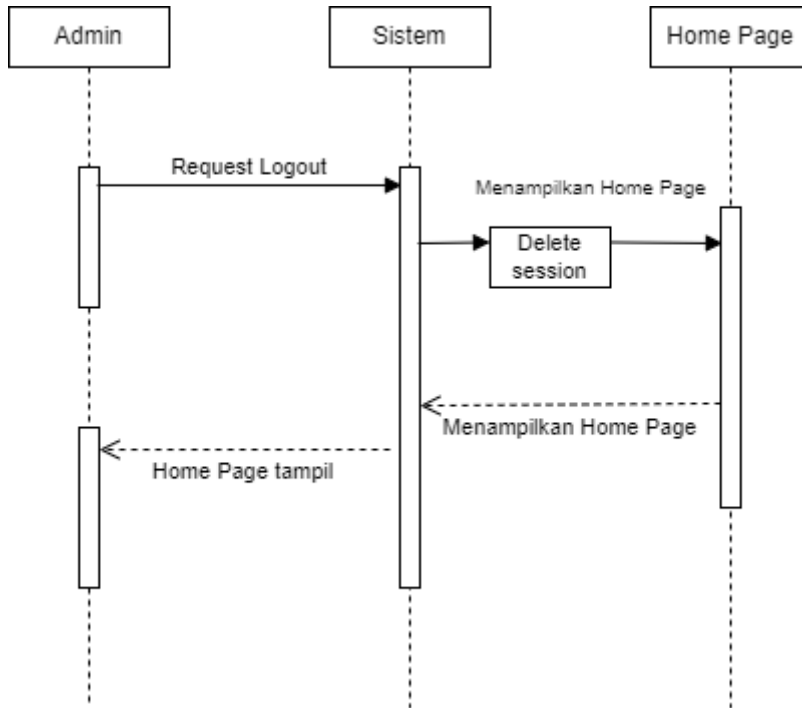 Admin
Sistem
Home Page
Request Logout
Menampilkan Home Page
Delete
session
Menampilkan Home Page
Home Page tampil